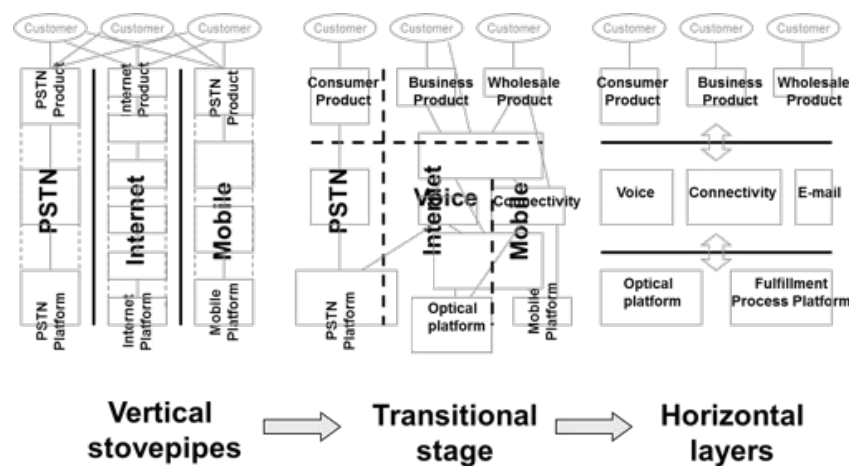 Customer Customer Customer
Customer Customer Customer
Customer Customer Customer
PSTN
Product
Internet
Product
PSTN
Product
PSTN
Internet
Mobile
PSTN
Platform
Internet
Platform
Mobile
Platform
Consumer
Product
Business
Product
Wholesale
Product
PSTN
Voice
Internet
Connectivity
Mobile
PSTN
Platform
Optical
platform
Mobile
Platform
Consumer
Product
Business
Product
Wholesale
Product
Voice
Connectivity
E-mail
Optical
platform
Fulfillment
Process Platform
Vertical
stovepipes
Transitional
stage
Horizontal
layers